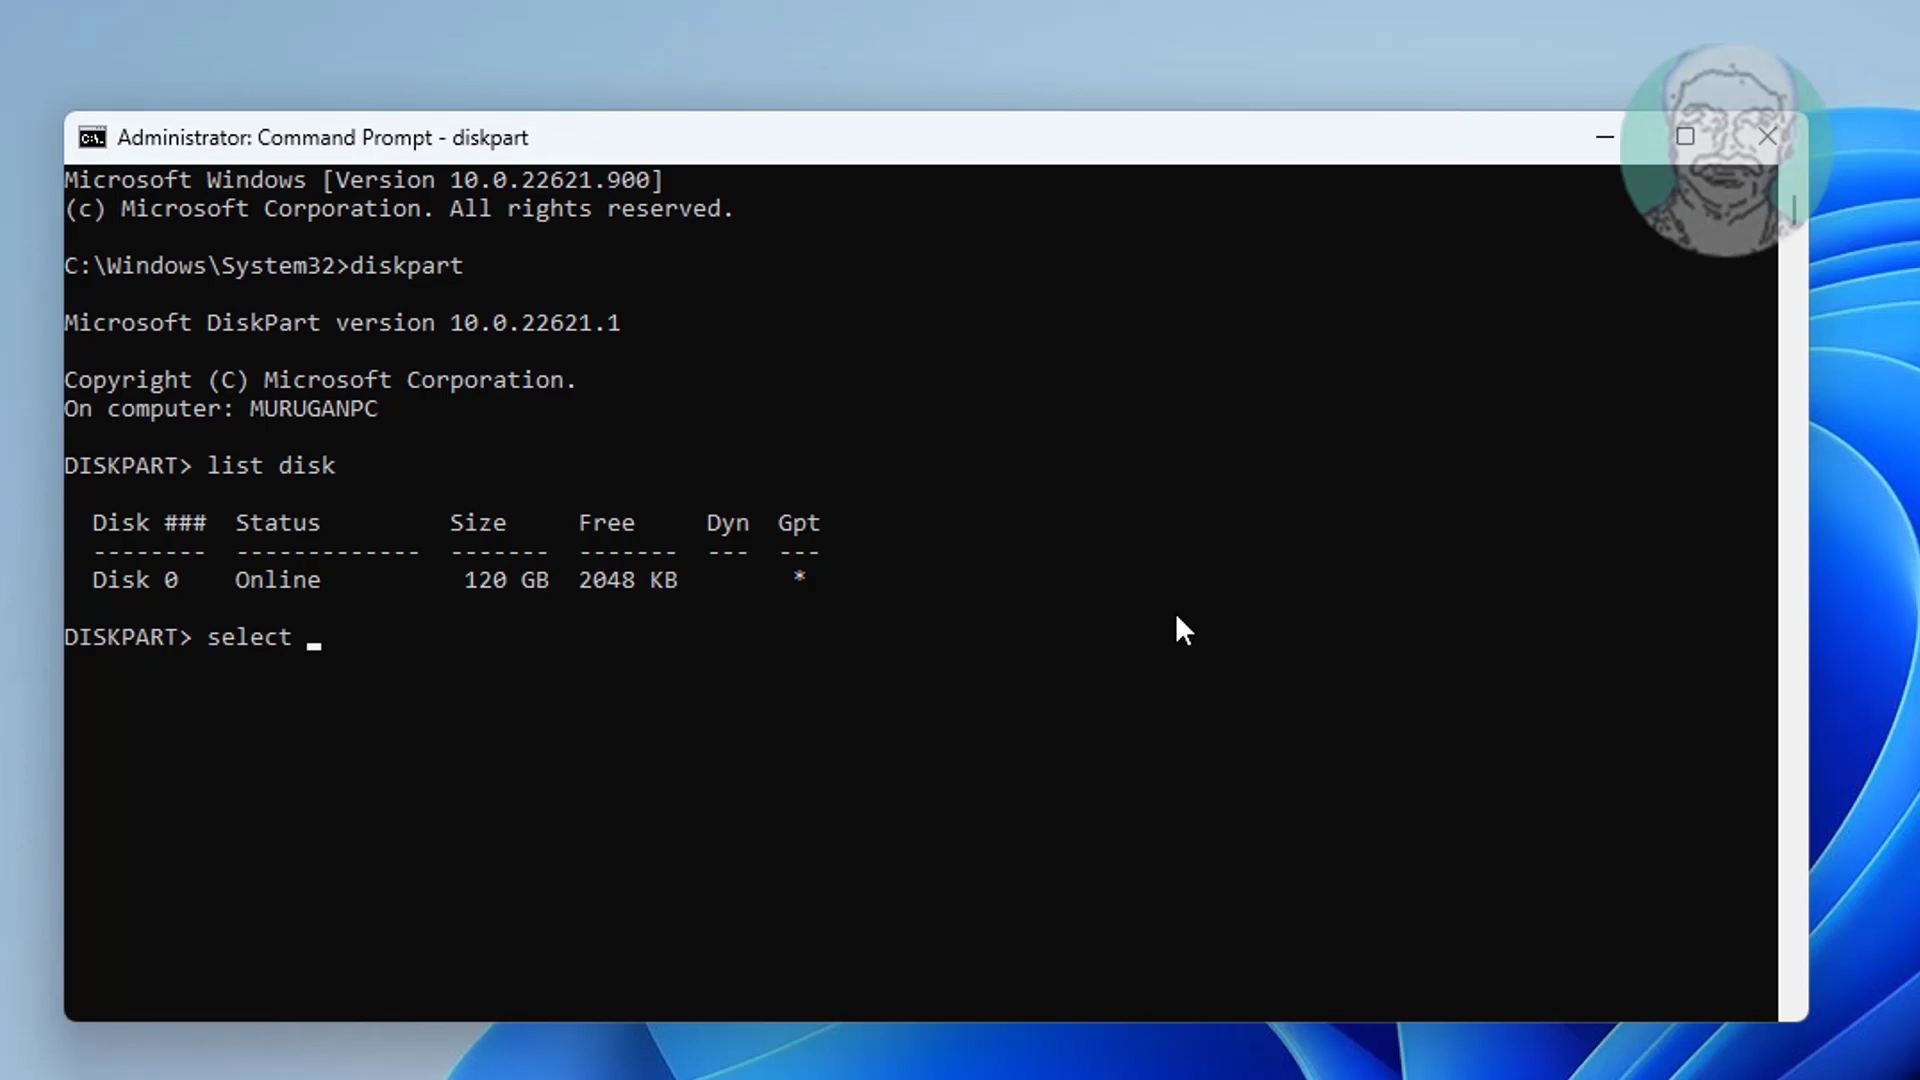 Administrator: Command Prompt - diskpart
Microsoft Windows [Version 10.0.22621.900]
(c) Microsoft Corporation. All rights reserved.
C:\Windows\System32>diskpart
Microsoft DiskPart version 10.0.22621.1
Copyright (C) Microsoft Corporation.
On computer: MURUGANPC
DISKPART> list disk
Disk ###  Status         Size     Free     Dyn  Gpt
--------  -------------  -------  -------  ---  ---
Disk 0    Online          120 GB  2048 KB        *
DISKPART> select _